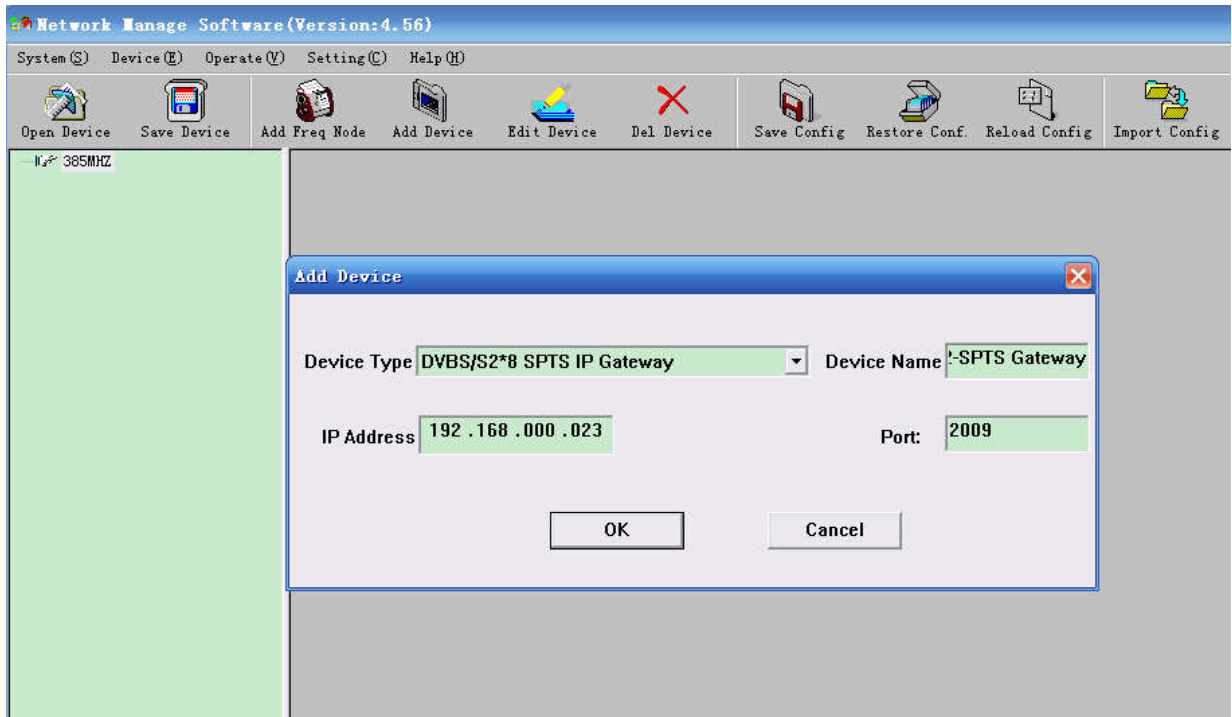 Network Manage Software(Version:4.56)
System(S) Device(E) Operate(V) Setting(C) Help(H)
Open Device Save Device Add Freq Node Add Device Edit Device Del Device Save Config Restore Conf. Reload Config Import Config
385MHZ
Add Device
Device Type DVBS/S2*8 SPTS IP Gateway Device Name -SPTS Gateway
IP Address 192 .168 .000 .023 Port: 2009
OK Cancel